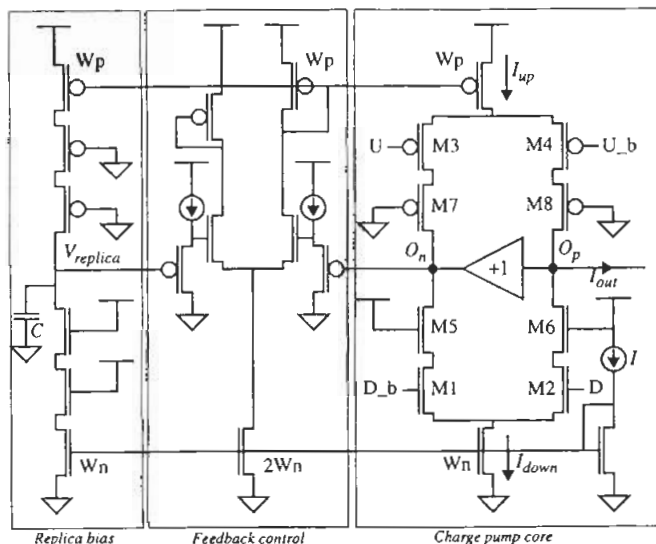 Wp
Wp
Wp
I_up
U
M3
M4
U_b
M7
M8
V_replica
O_n
+1
O_p
I_out
C
M5
M6
I
D_b
M1
M2
D
Wn
2Wn
Wn
I_down
Replica bias
Feedback control
Charge pump core